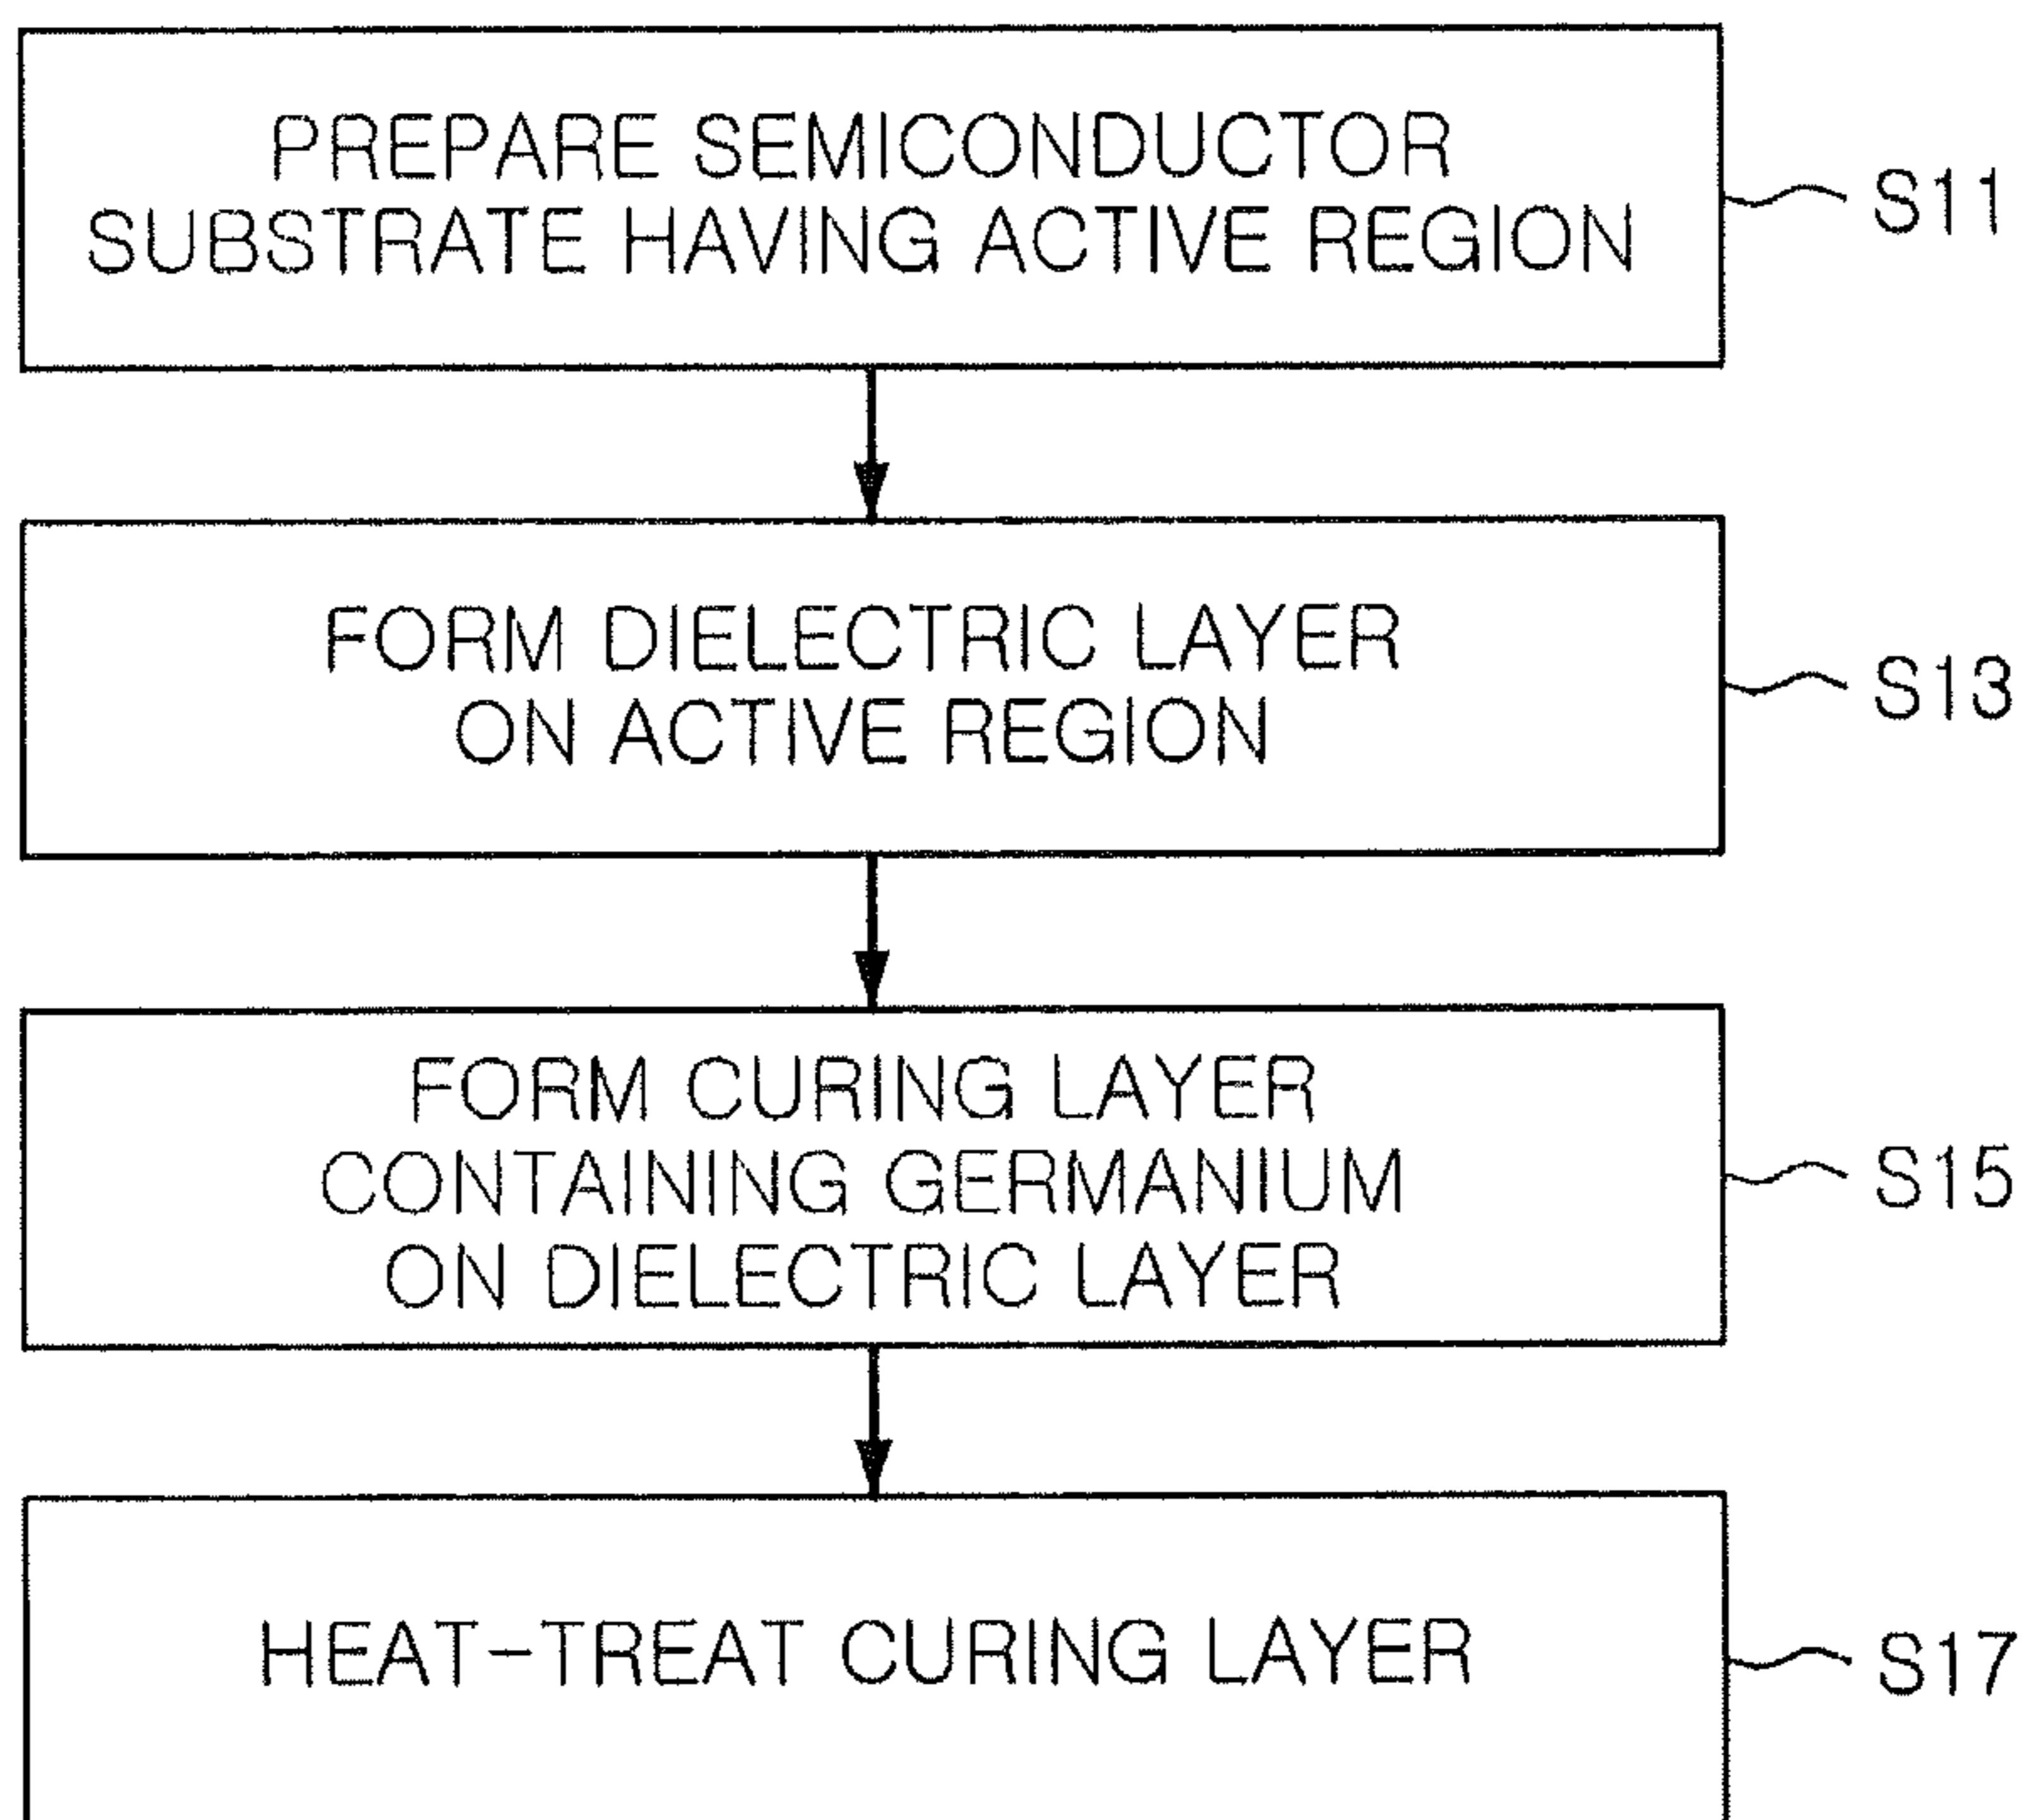 PREPARE SEMICONDUCTOR
SUBSTRATE HAVING ACTIVE REGION
S11
FORM DIELECTRIC LAYER
ON ACTIVE REGION
S13
FORM CURING LAYER
CONTAINING GERMANIUM
ON DIELECTRIC LAYER
S15
HEAT-TREAT CURING LAYER
S17